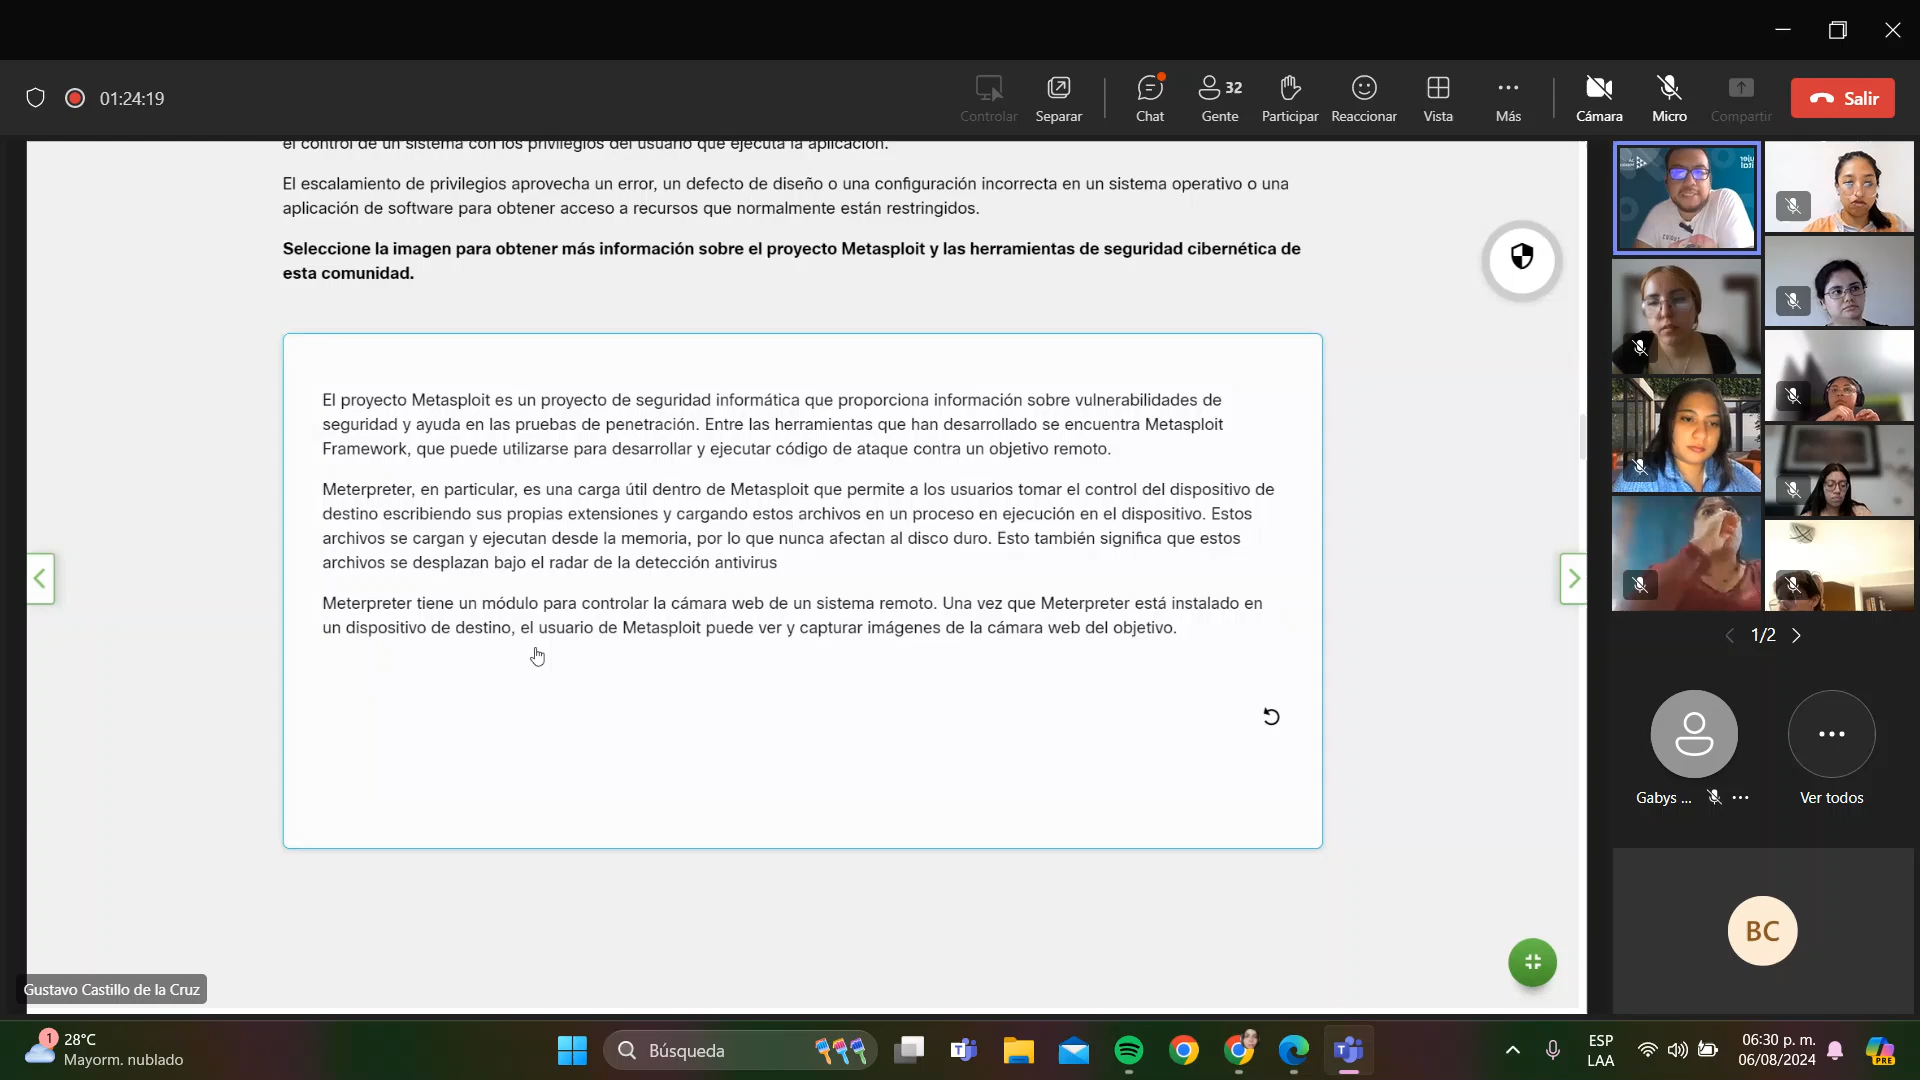 01:24:19
Controlar
Separar
Chat
32
Gente
Participar
Reaccionar
Vista
Más
Cámara
Micro
Compartir
Salir
el control de un sistema con los privilegios del usuario que ejecuta la aplicación.
El escalamiento de privilegios aprovecha un error, un defecto de diseño o una configuración incorrecta en un sistema operativo o una
aplicación de software para obtener acceso a recursos que normalmente están restringidos.
Seleccione la imagen para obtener más información sobre el proyecto Metasploit y las herramientas de seguridad cibernética de
esta comunidad.
El proyecto Metasploit es un proyecto de seguridad informática que proporciona información sobre vulnerabilidades de
seguridad y ayuda en las pruebas de penetración. Entre las herramientas que han desarrollado se encuentra Metasploit
Framework, que puede utilizarse para desarrollar y ejecutar código de ataque contra un objetivo remoto.
Meterpreter, en particular, es una carga útil dentro de Metasploit que permite a los usuarios tomar el control del dispositivo de
destino escribiendo sus propias extensiones y cargando estos archivos en un proceso en ejecución en el dispositivo. Estos
archivos se cargan y ejecutan desde la memoria, por lo que nunca afectan al disco duro. Esto también significa que estos
archivos se desplazan bajo el radar de la detección antivirus
Meterpreter tiene un módulo para controlar la cámara web de un sistema remoto. Una vez que Meterpreter está instalado en
un dispositivo de destino, el usuario de Metasploit puede ver y capturar imágenes de la cámara web del objetivo.
1/2
Gabys ...
Ver todos
BC
Gustavo Castillo de la Cruz
1
28°C
Mayorm. nublado
Búsqueda
ESP
LAA
06:30 p. m.
06/08/2024
PRE